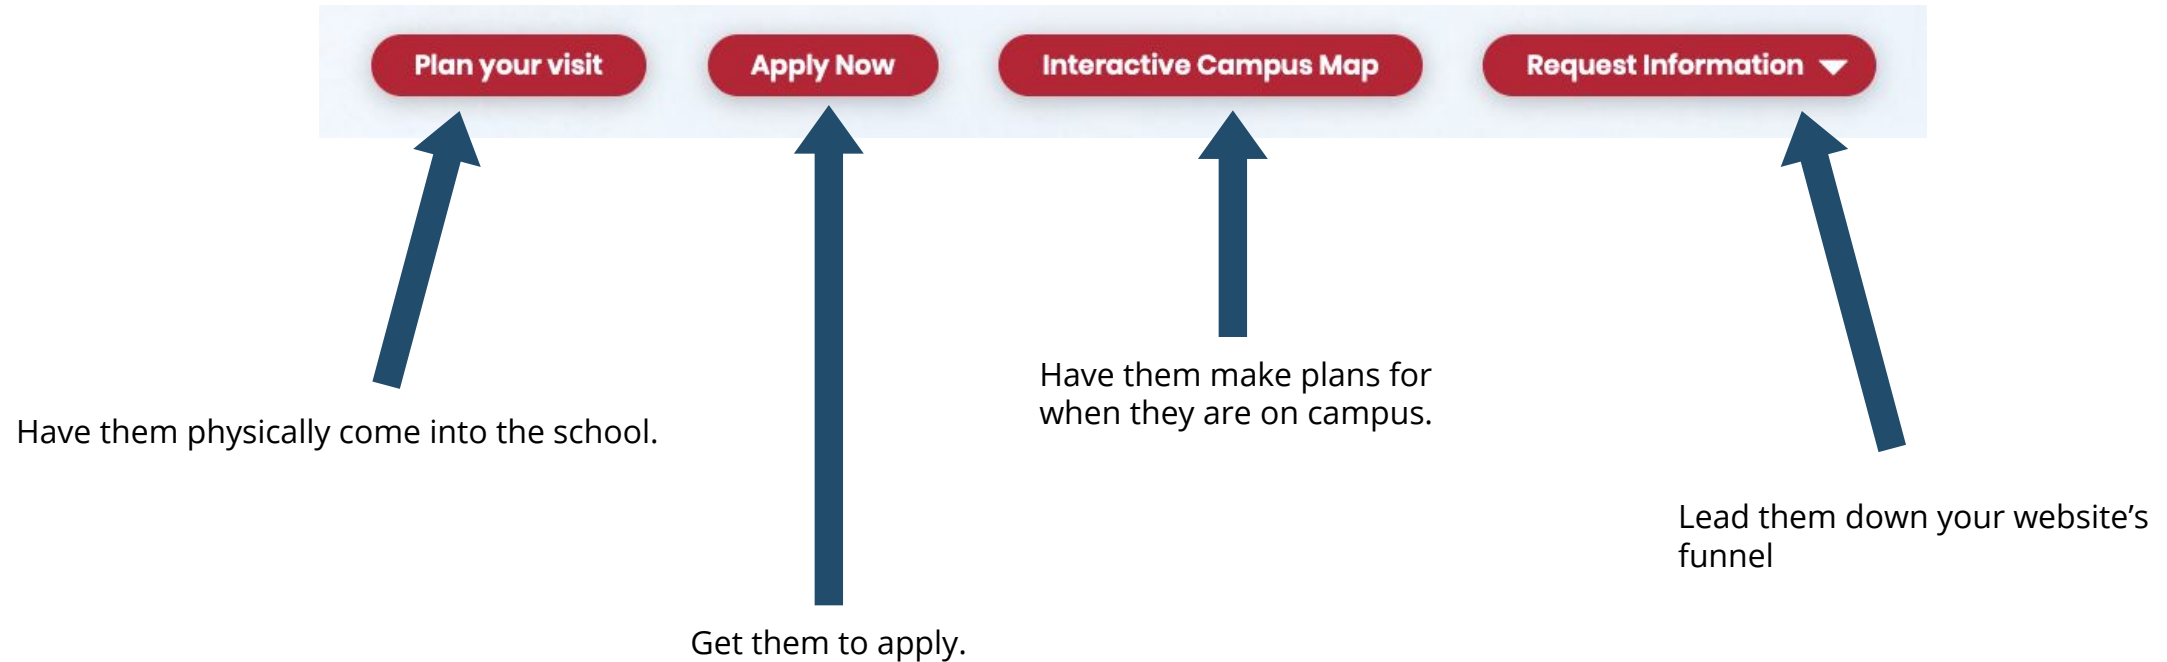 Plan your visit
Apply Now
Interactive Campus Map
Request Information
Have them make plans for
when they are on campus.
Have them physically come into the school.
Lead them down your website’s
funnel
Get them to apply.